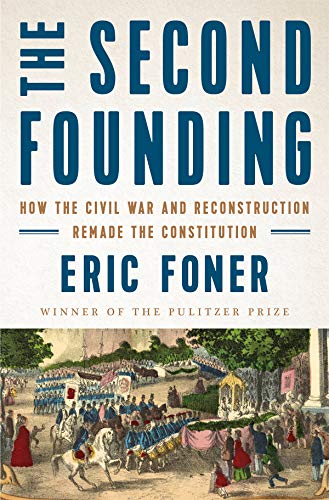 THE SECOND
FOUNDING
HOW THE CIVIL WAR AND RECONSTRUCTION
REMADE THE CONSTITUTION
ERIC FONER
WINNER OF THE PULITZER PRIZE